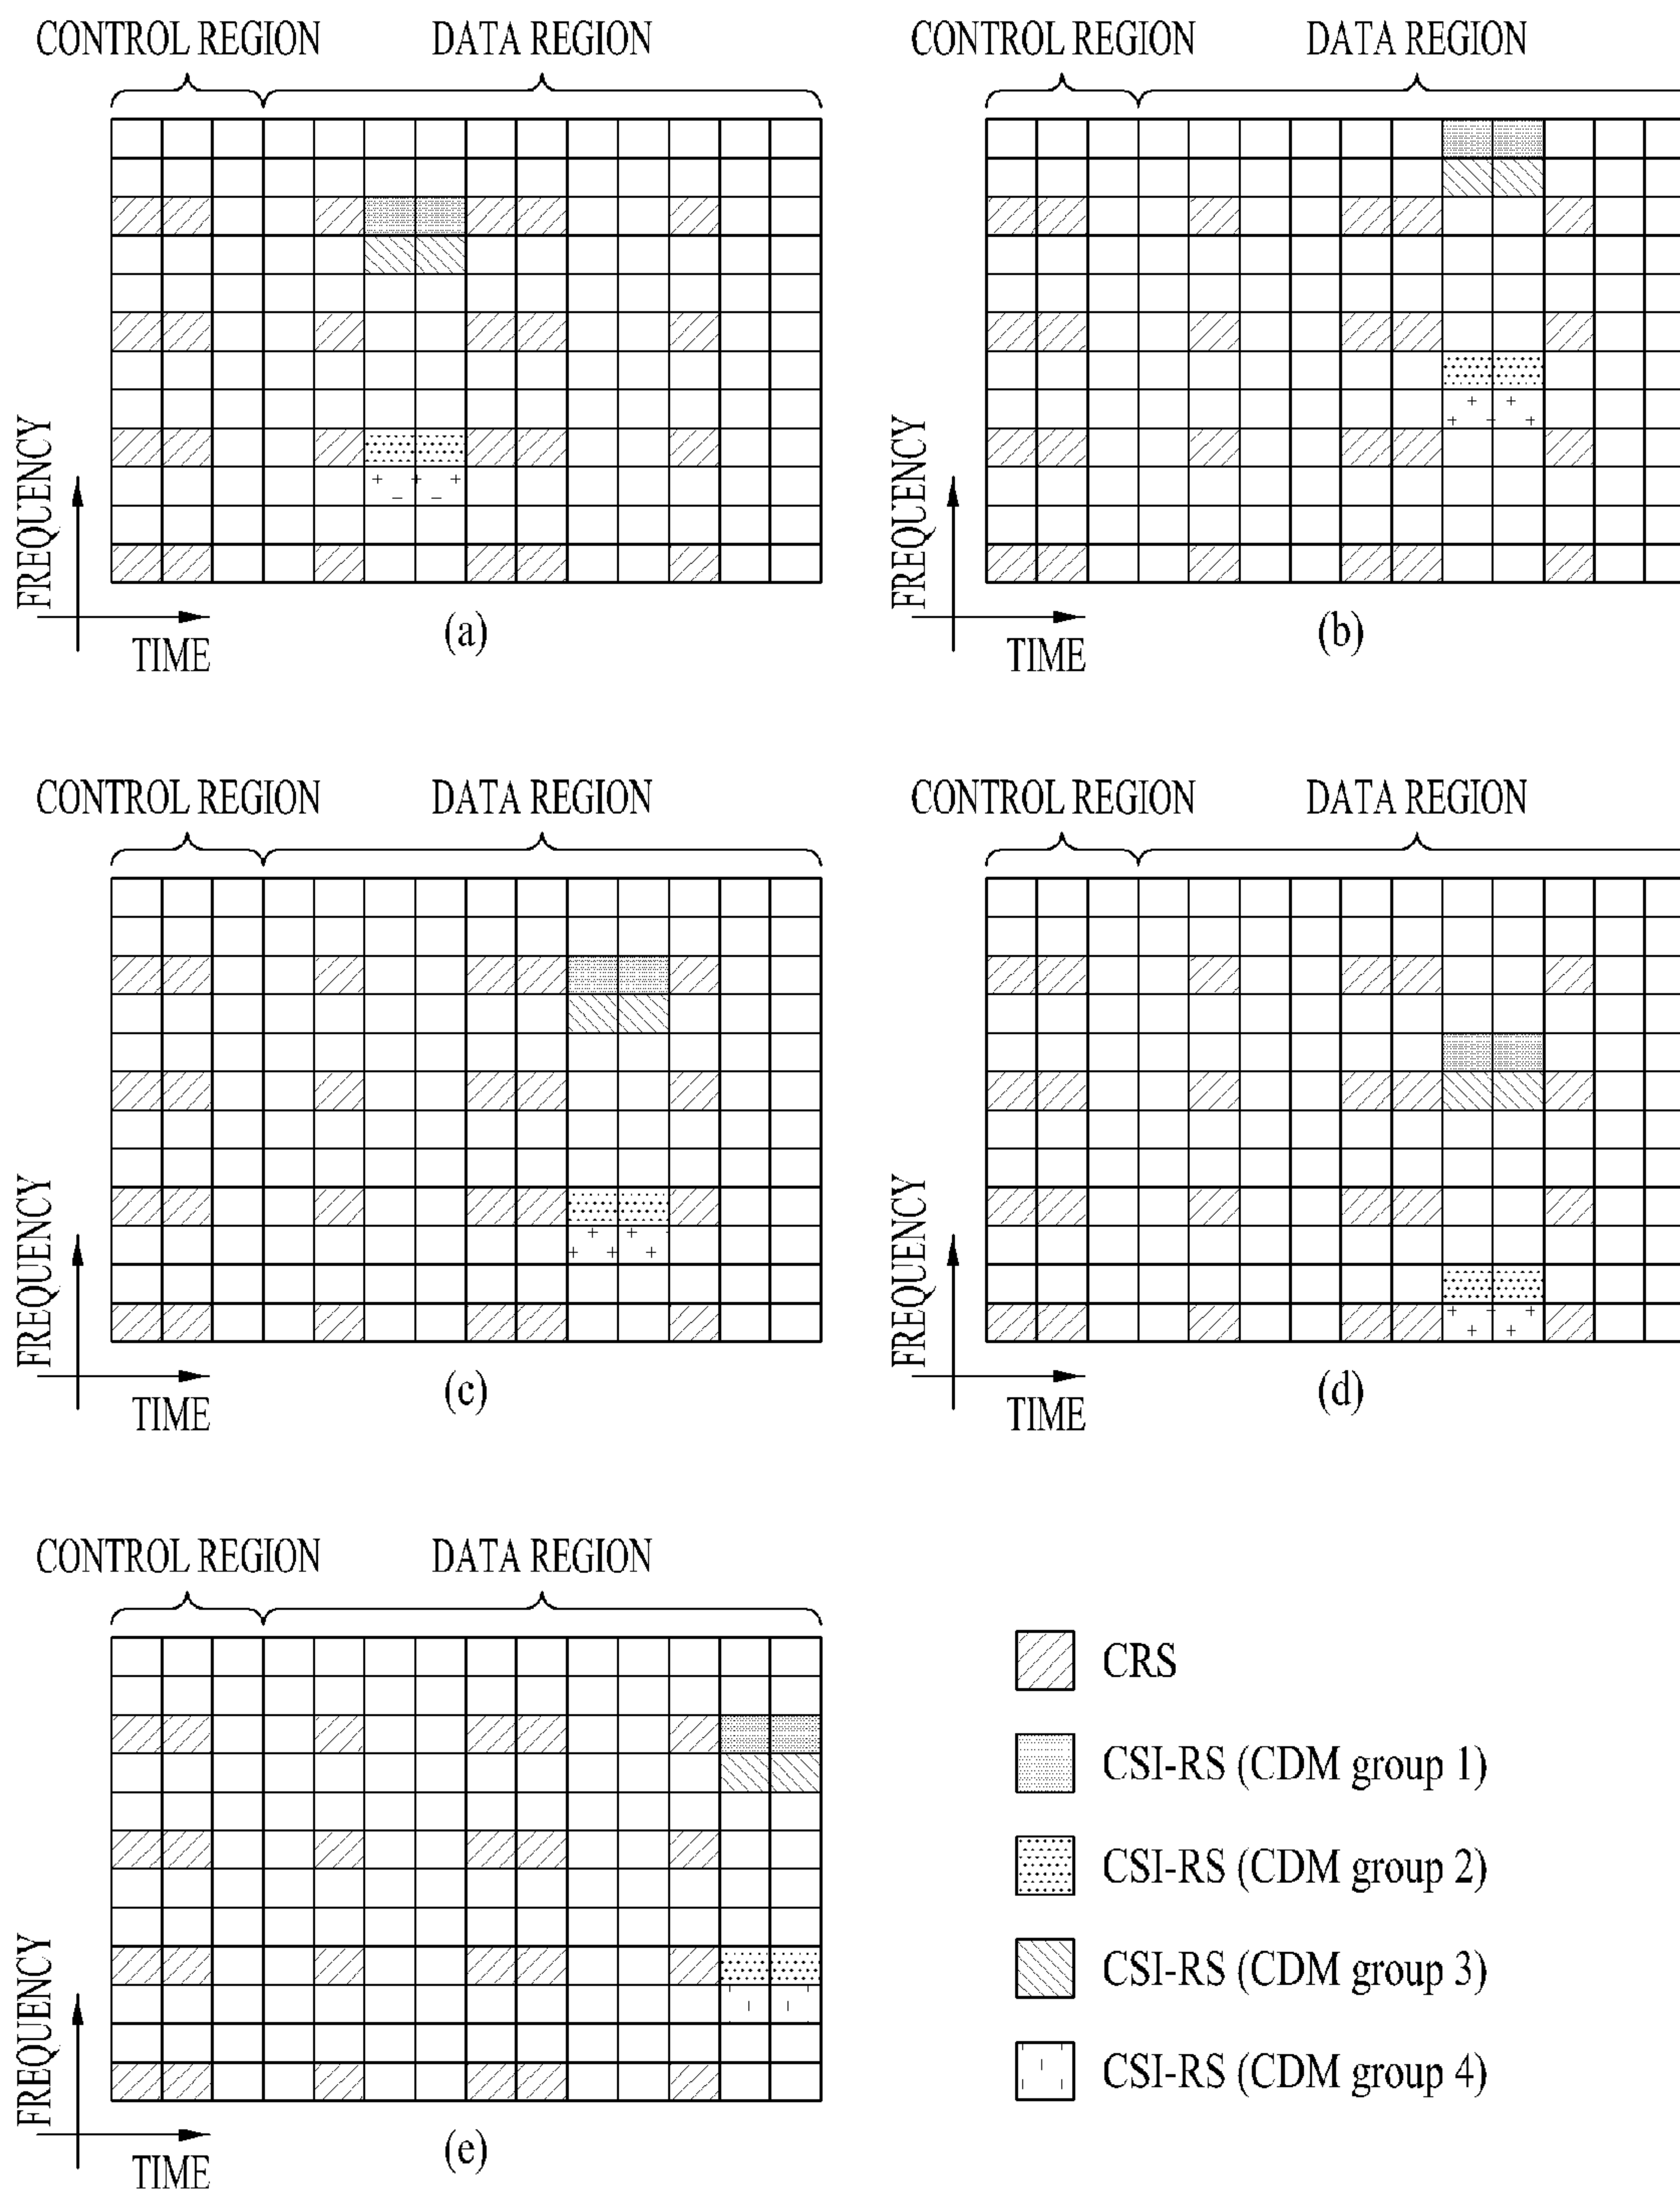 CONTROL REGION DATA REGION
CONTROL REGION DATA REGION
FREQUENCY
TIME
(a)
FREQUENCY
TIME
(b)
CONTROL REGION DATA REGION
CONTROL REGION DATA REGION
FREQUENCY
TIME
(c)
FREQUENCY
TIME
(d)
CONTROL REGION DATA REGION
FREQUENCY
TIME
(e)
CRS
CSI-RS (CDM group 1)
CSI-RS (CDM group 2)
CSI-RS (CDM group 3)
CSI-RS (CDM group 4)